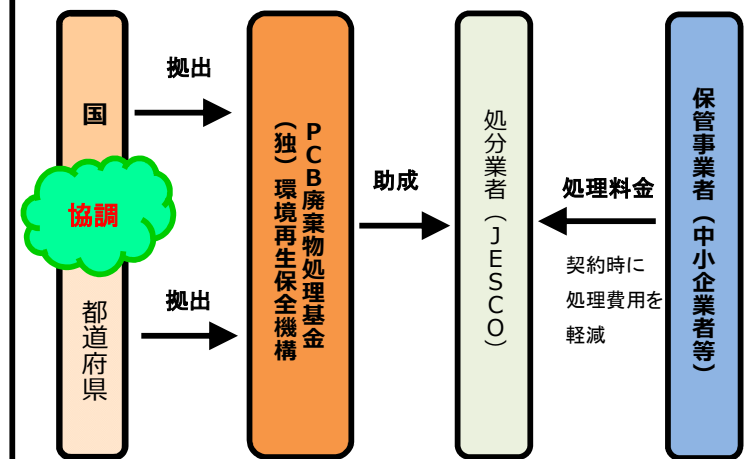 国
協調
都道府県
拠出
拠出
PCB廃棄物処理基金
（独）環境再生保全機構
助成
処分業者（JESCO）
処理料金
契約時に
処理費用を
軽減
保管事業者（中小企業者等）